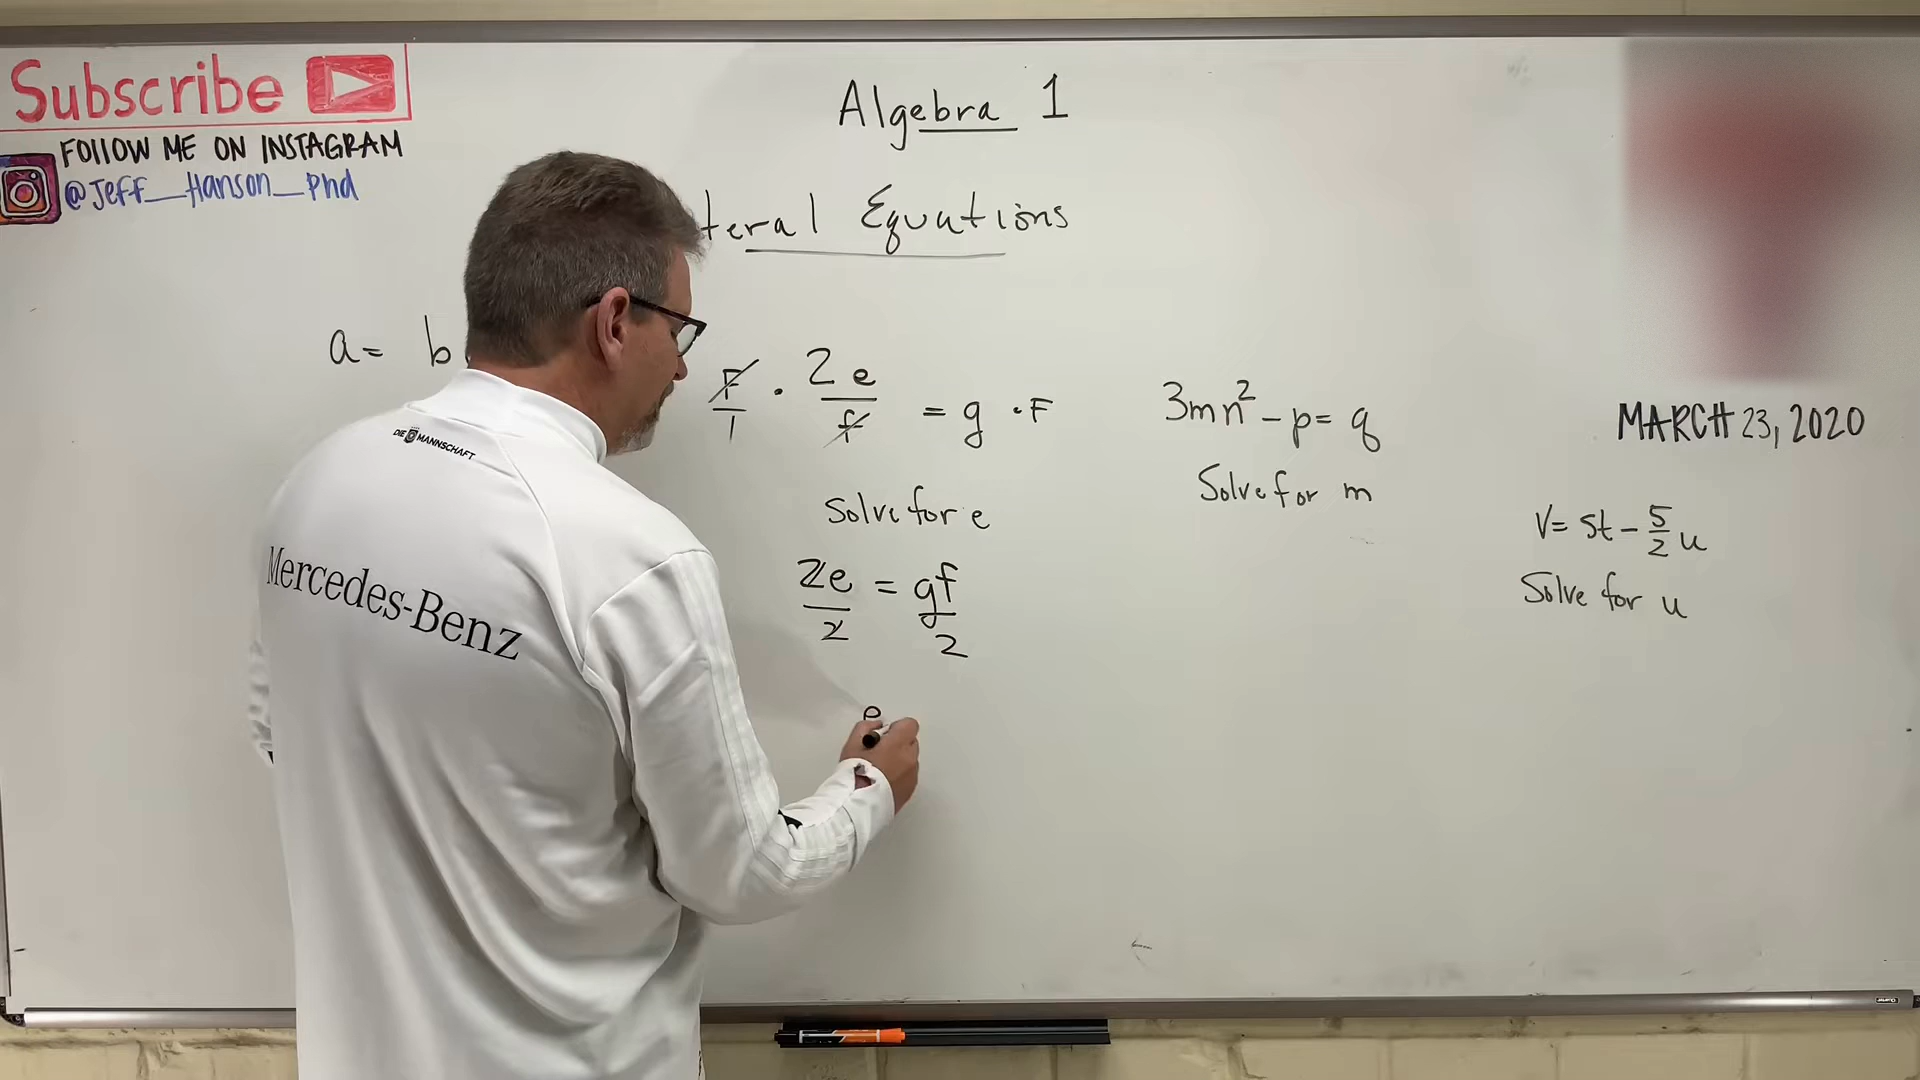 Subscribe
FOllOW ME ON INSTAGRAM
@Jeff_Hanson_Phd
Algebra 1
teral Equations
a= b
F/1 · 2e/f = g · F
Solve for e
2e/2 = gf/2
e
3mn² - p= q
Solve for m
MARCH 23, 2020
V= st - 5/2 u
Solve for u
DIE MANNSCHAFT
Mercedes-Benz